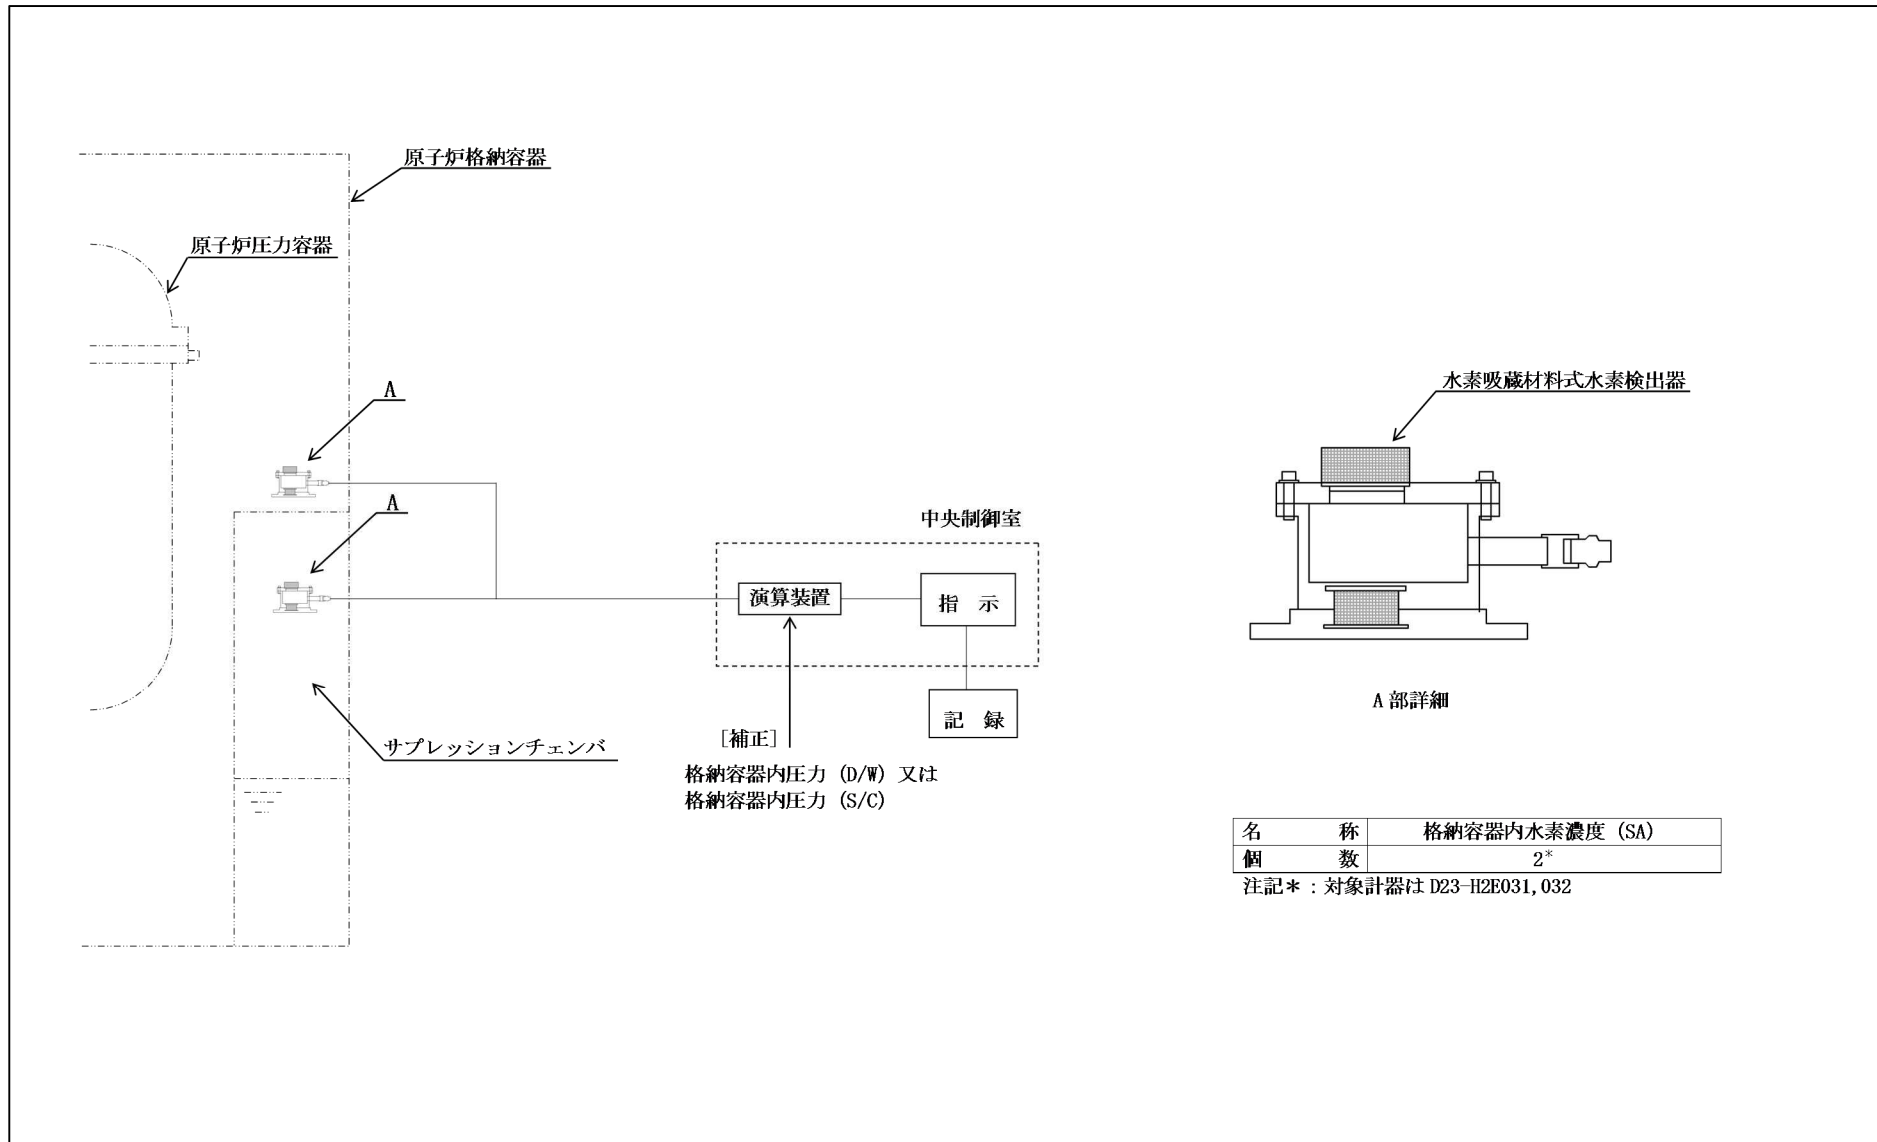 原子炉格納容器
原子炉圧力容器
A
A
サプレッションチェンバ
中央制御室
演算装置
指　示
記　録
[補正]
格納容器内圧力 (D/W) 又は
格納容器内圧力 (S/C)
水素吸蔵材料式水素検出器
A 部詳細
名　称　格納容器内水素濃度 (SA)
個　数　2*
注記＊：対象計器は D23-H2E031,032